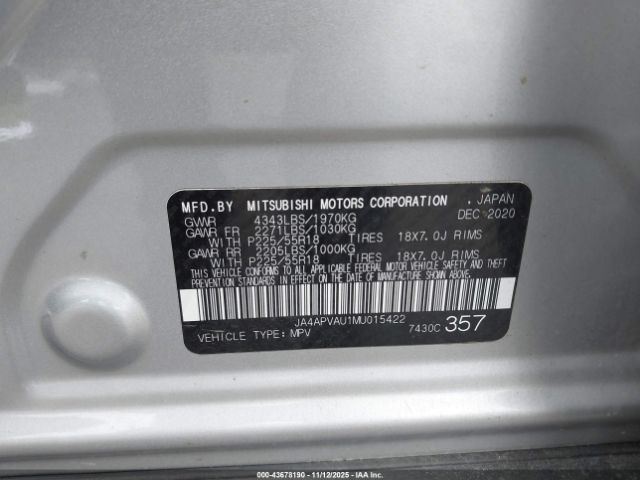 MFD.BY MITSUBISHI MOTORS CORPORATION , JAPAN
GVWR 4343LBS/1970KG DEC 2020
GAWR FR 2271LBS/1030KG
WITH P225/55R18 TIRES 18X7.0J RIMS
GAWR RR 2205LBS/1000KG
WITH P225/55R18 TIRES 18X7.0J RIMS
THIS VEHICLE CONFORMS TO ALL APPLICABLE FEDERAL MOTOR VEHICLE SAFETY AND THEFT
PREVENTION STANDARDS IN EFFECT ON THE DATE OF MANUFACTURE SHOWN ABOVE.
JA4APVAU1MU015422
VEHICLE TYPE: MPV 7430C 357
000-43678190 - 11/12/2025 - IAA Inc.